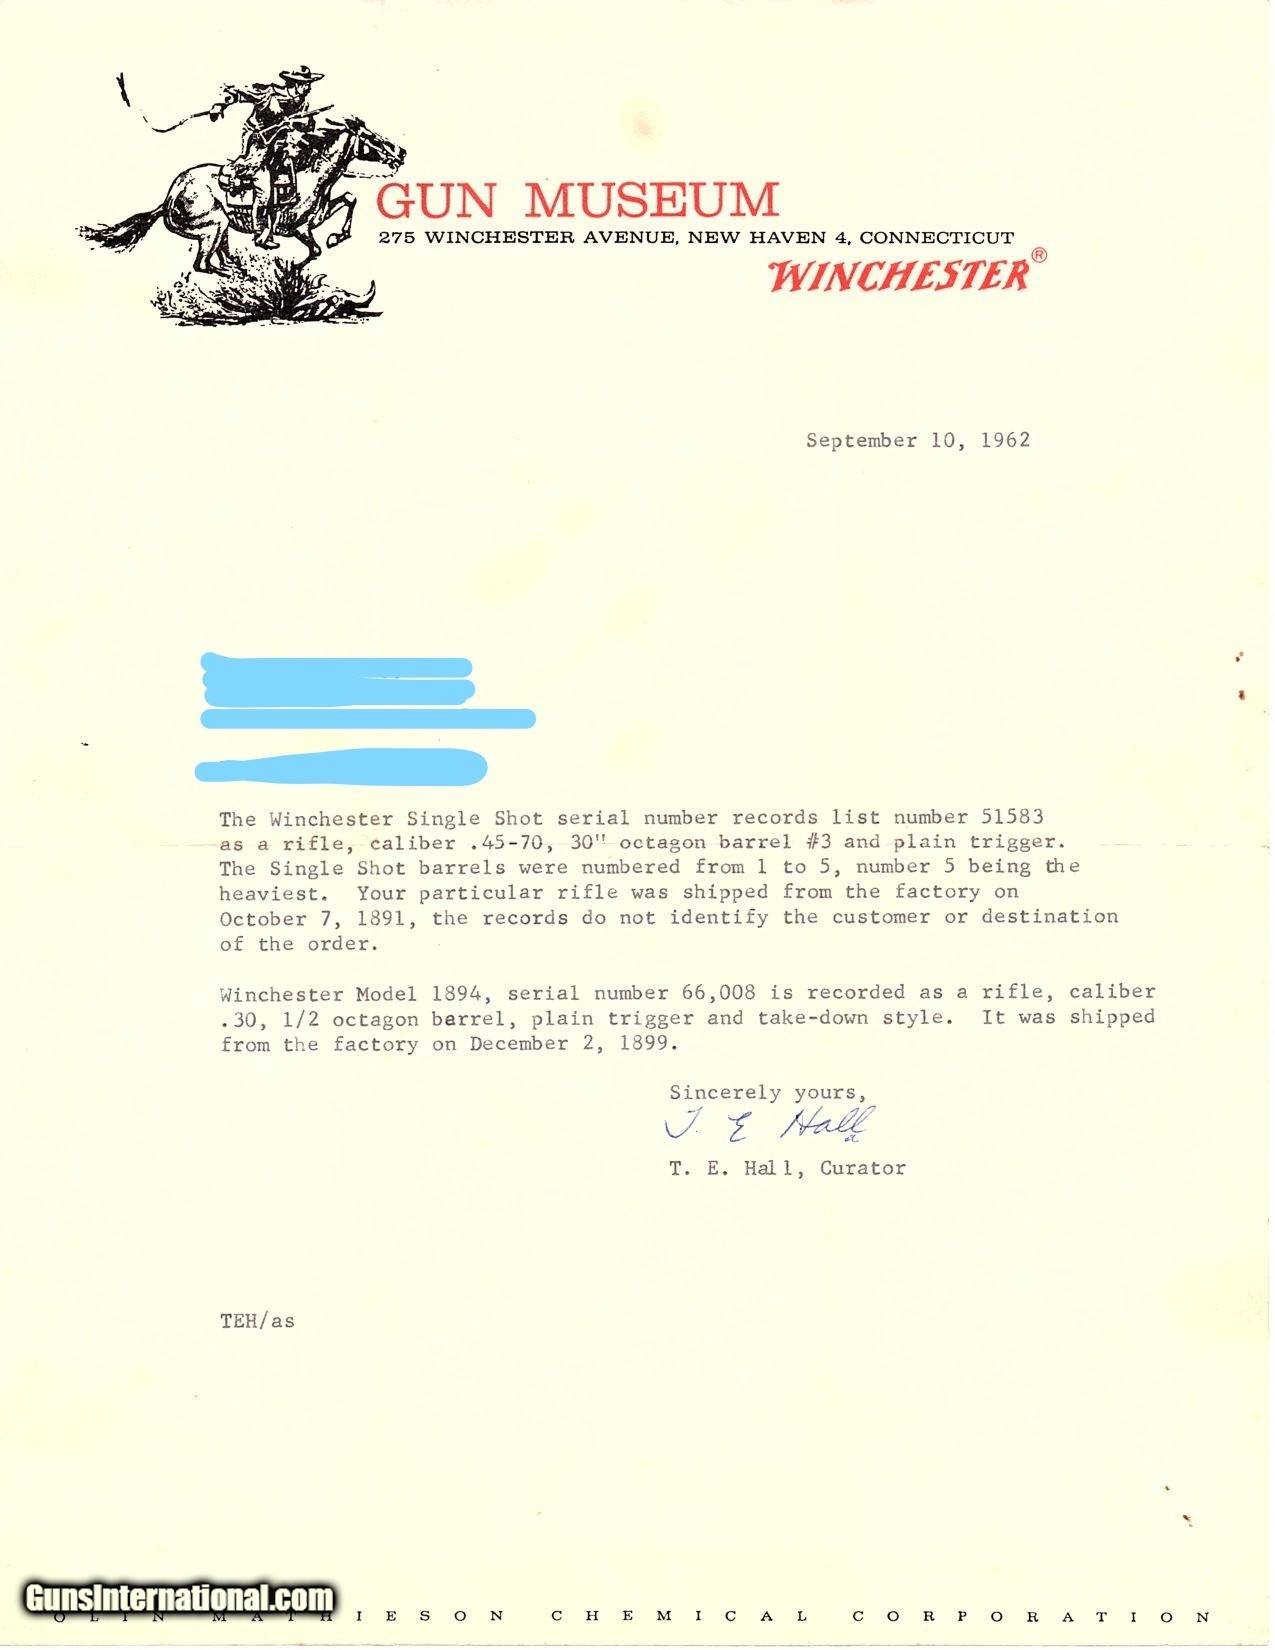 GUN MUSEUM
275 WINCHESTER AVENUE, NEW HAVEN 4, CONNECTICUT
WINCHESTER®
September 10, 1962
The Winchester Single Shot serial number records list number 51583
as a rifle, caliber .45-70, 30" octagon barrel #3 and plain trigger.
The Single Shot barrels were numbered from 1 to 5, number 5 being the
heaviest. Your particular rifle was shipped from the factory on
October 7, 1891, the records do not identify the customer or destination
of the order.
Winchester Model 1894, serial number 66,008 is recorded as a rifle, caliber
.30, 1/2 octagon barrel, plain trigger and take-down style. It was shipped
from the factory on December 2, 1899.
Sincerely yours,
T. E Hall
a
T. E. Hall, Curator
TEH/as
GunsInternational.com
OLIN MATHIESON CHEMICAL CORPORATION